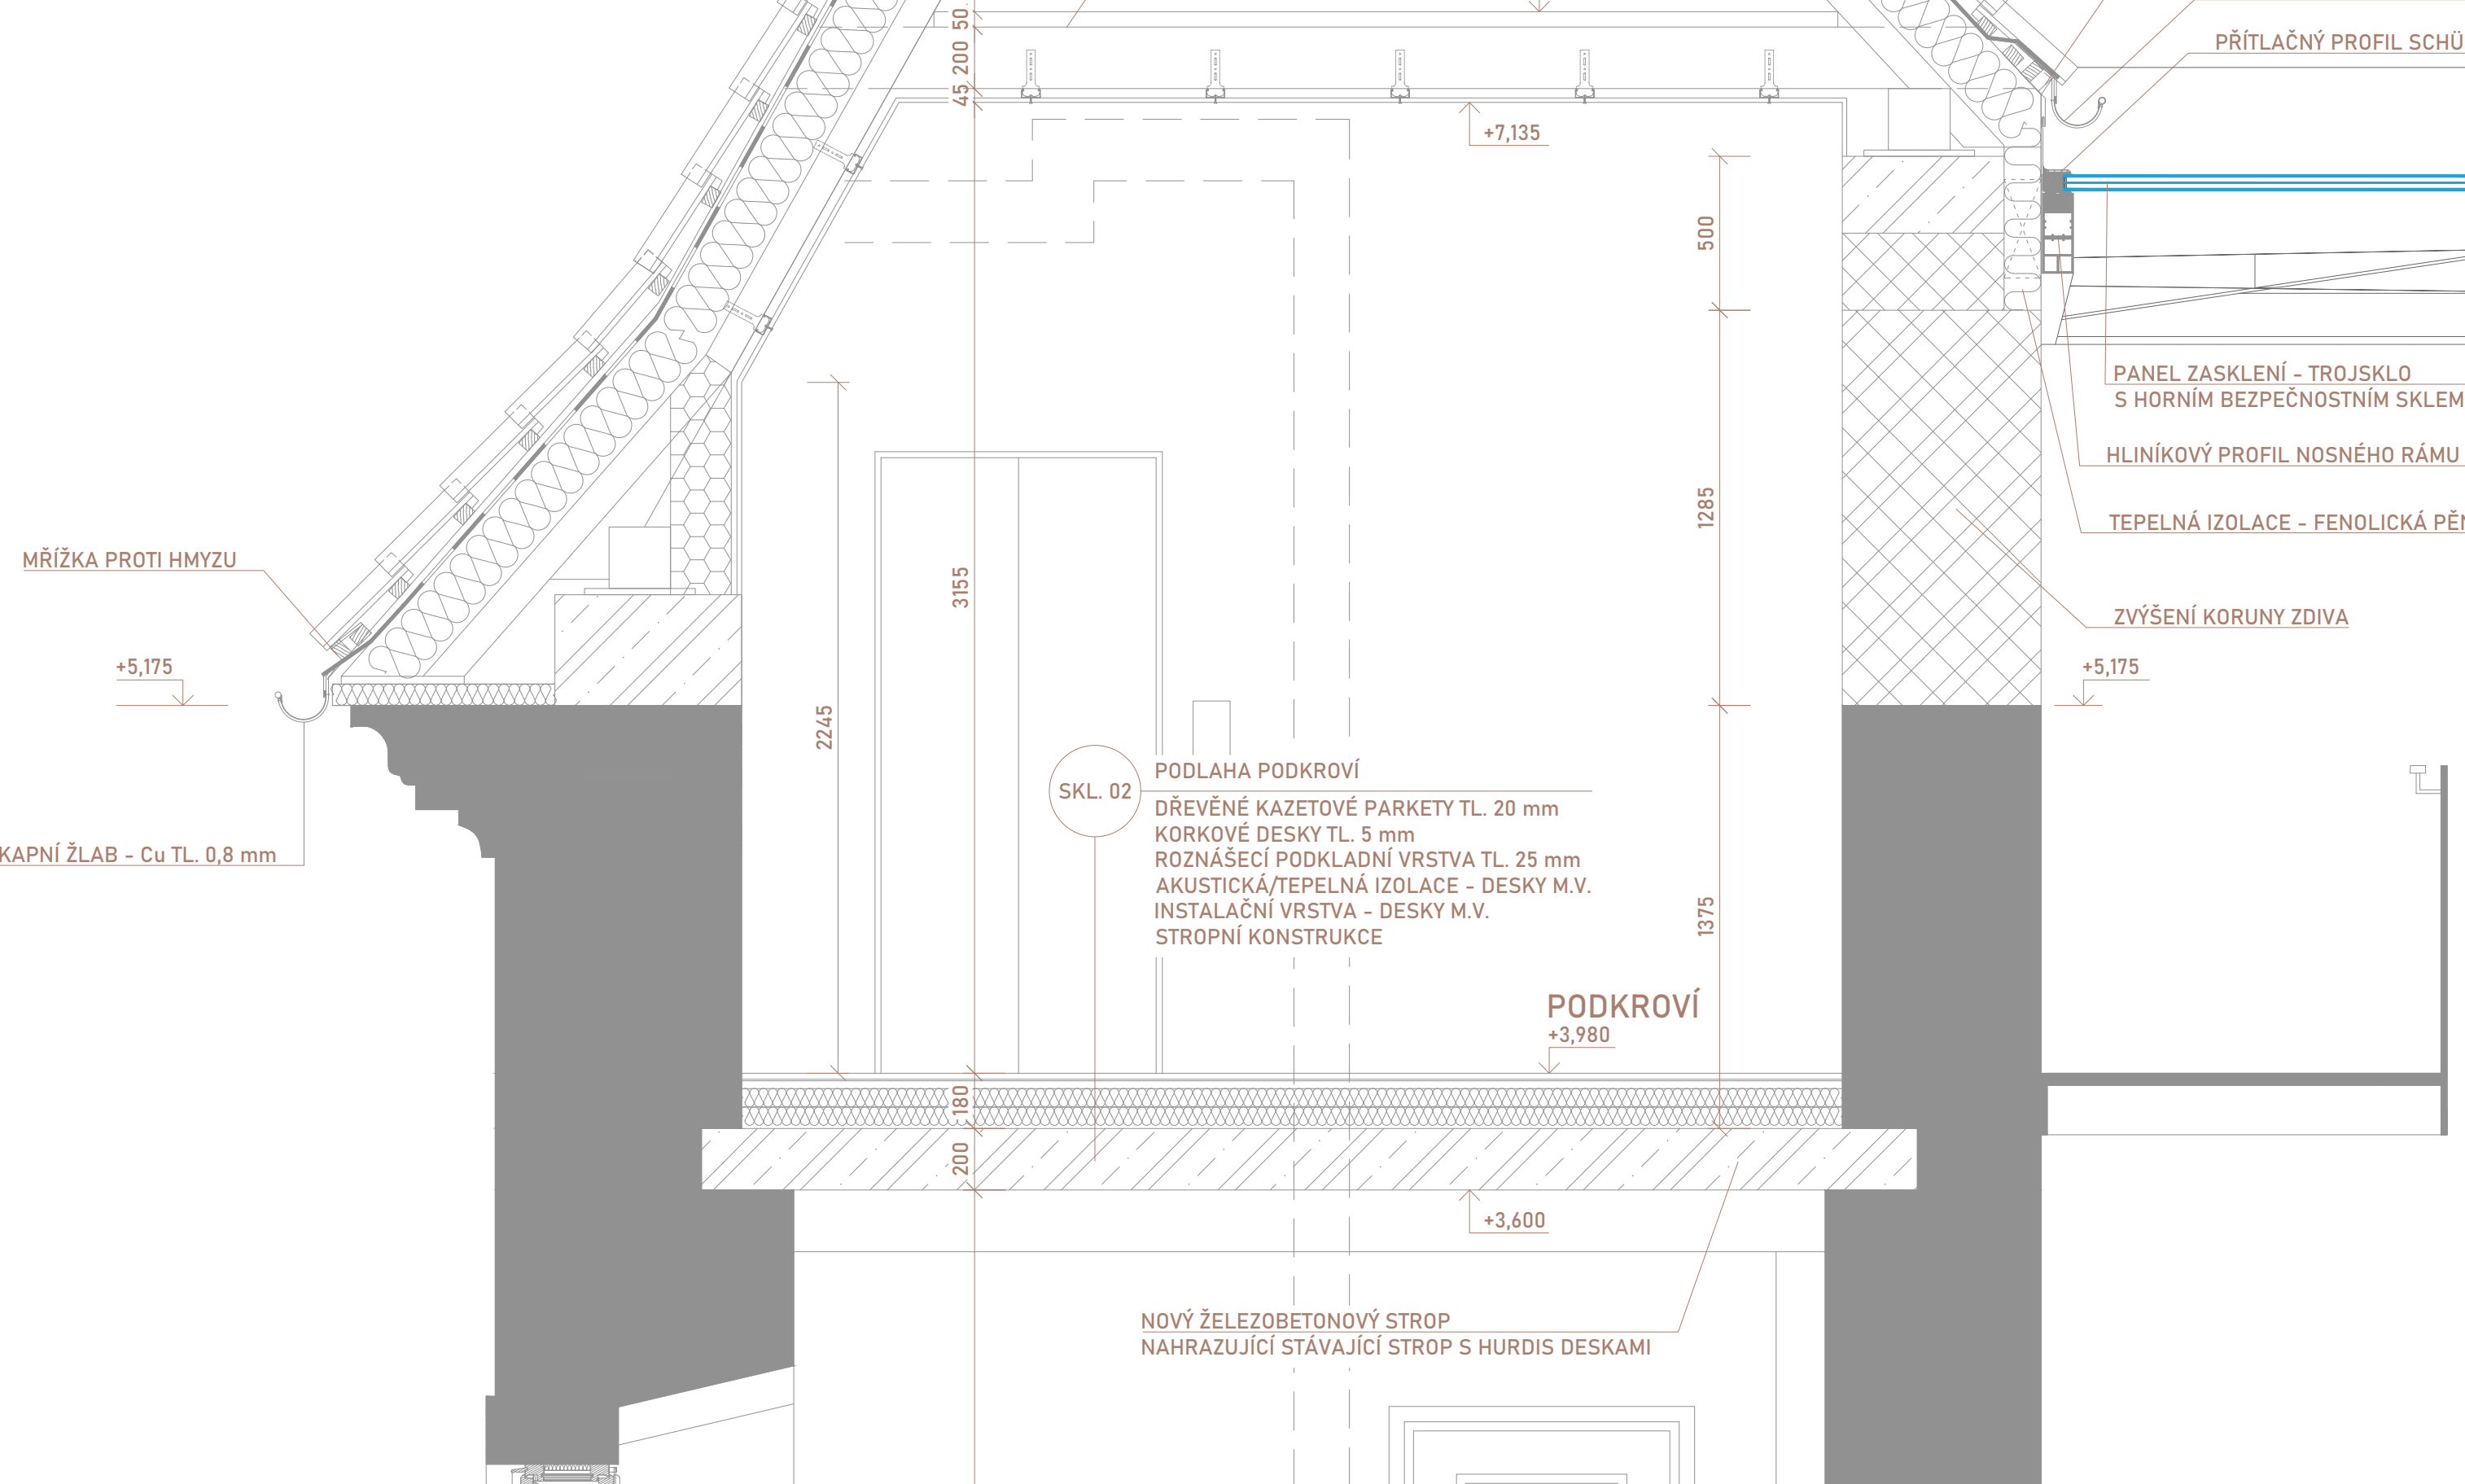 50
200
45
PŘÍTLAČNÝ PROFIL SCHÜ
+7,135
500
PANEL ZASKLENÍ - TROJSKLO
S HORNÍM BEZPEČNOSTNÍM SKLEM
HLINÍKOVÝ PROFIL NOSNÉHO RÁMU
1285
TEPELNÁ IZOLACE - FENOLICKÁ PĚN
MŘÍŽKA PROTI HMYZU
3155
ZVÝŠENÍ KORUNY ZDIVA
+5,175
+5,175
2245
SKL. 02
PODLAHA PODKROVÍ
DŘEVĚNÉ KAZETOVÉ PARKETY TL. 20 mm
KORKOVÉ DESKY TL. 5 mm
ROZNÁŠECÍ PODKLADNÍ VRSTVA TL. 25 mm
AKUSTICKÁ/TEPELNÁ IZOLACE - DESKY M.V.
INSTALAČNÍ VRSTVA - DESKY M.V.
STROPNÍ KONSTRUKCE
KAPNÍ ŽLAB - Cu TL. 0,8 mm
1375
PODKROVÍ
+3,980
180
200
+3,600
NOVÝ ŽELEZOBETONOVÝ STROP
NAHRAZUJÍCÍ STÁVAJÍCÍ STROP S HURDIS DESKAMI